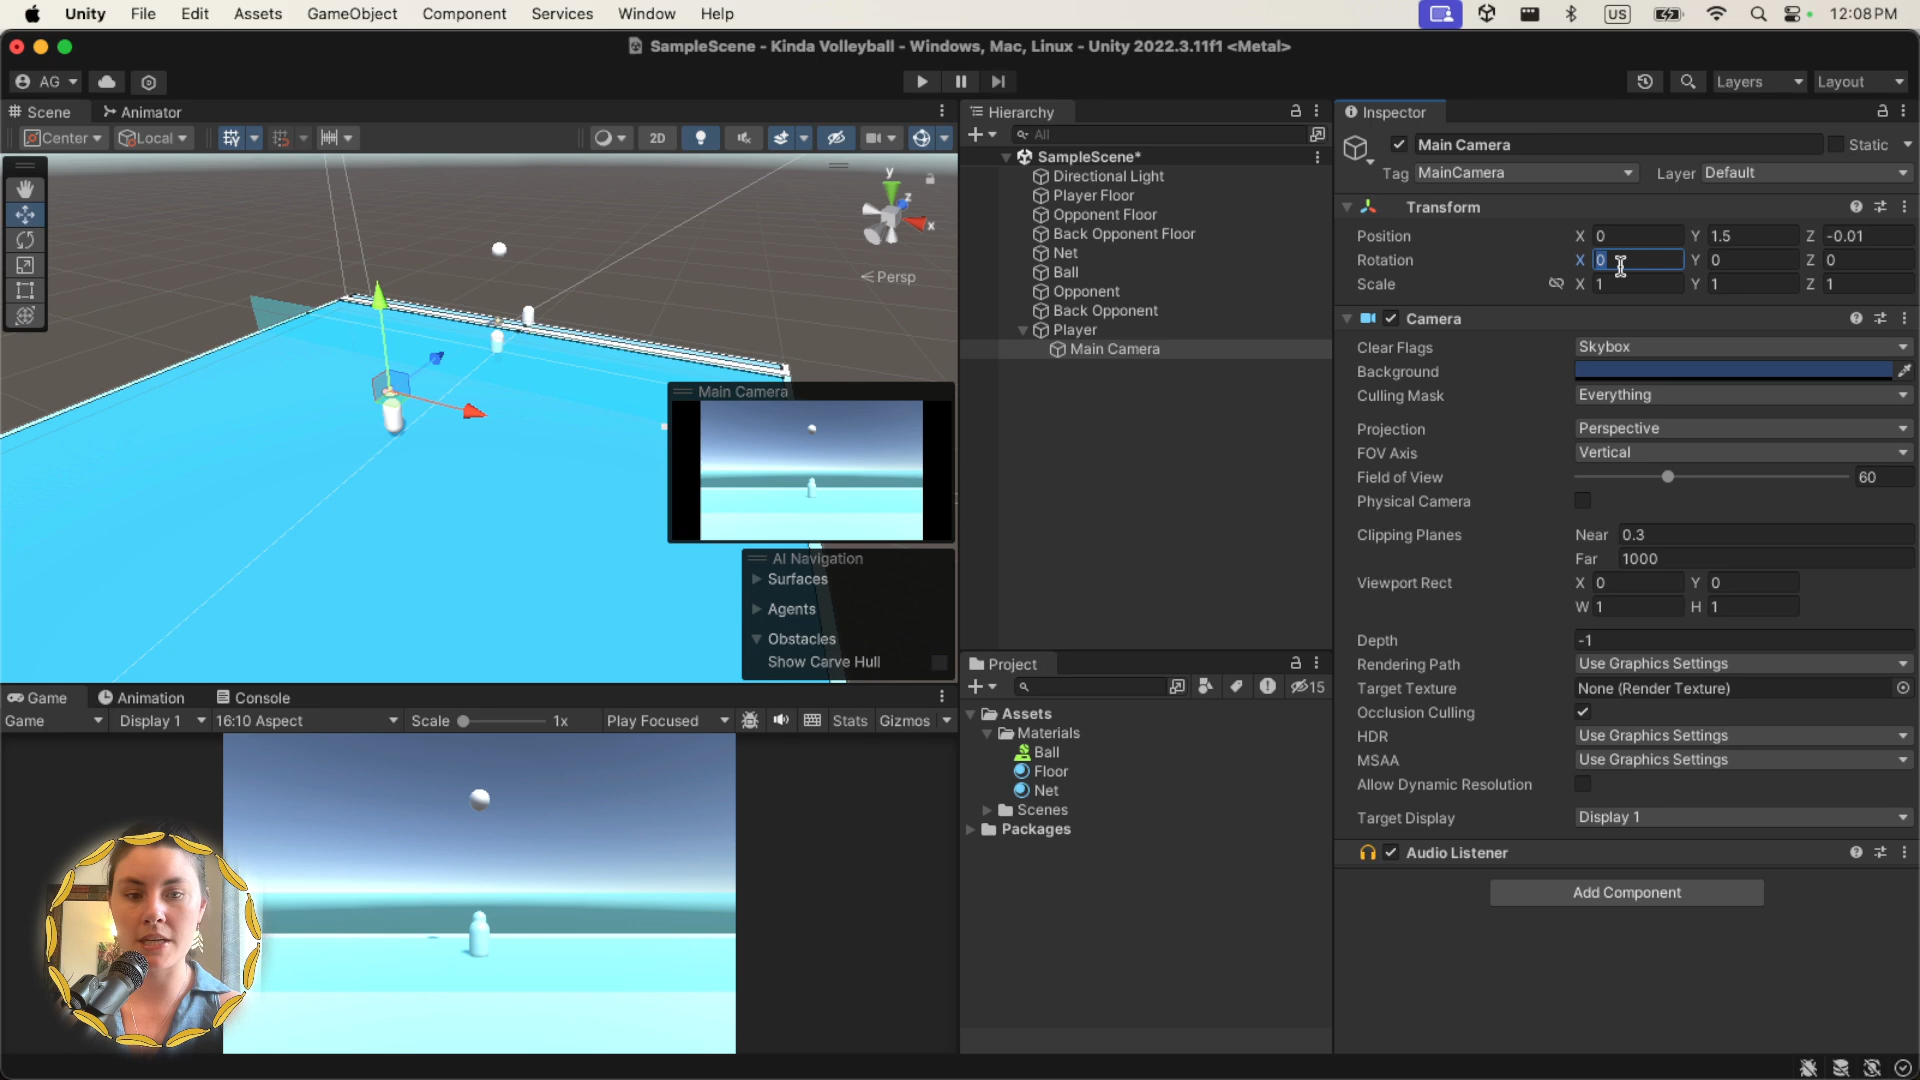 Unity File Edit Assets GameObject Component Services Window Help US 12:08 PM
SampleScene - Kinda Volleyball - Windows, Mac, Linux - Unity 2022.3.11f1 <Metal>
AG Layers Layout
Scene Animator
Center Local 2D
y
z
x
Persp
Main Camera
AI Navigation
Surfaces
Agents
Obstacles
Show Carve Hull
Game Animation Console
Game Display 1 16:10 Aspect Scale 1x Play Focused Stats Gizmos
Hierarchy
All
SampleScene*
Directional Light
Player Floor
Opponent Floor
Back Opponent Floor
Net
Ball
Opponent
Back Opponent
Player
Main Camera
Project
15
Assets
Materials
Ball
Floor
Net
Scenes
Packages
Inspector
Main Camera Static
Tag MainCamera Layer Default
Transform
Position X 0 Y 1.5 Z -0.01
Rotation X 0 Y 0 Z 0
Scale X 1 Y 1 Z 1
Camera
Clear Flags Skybox
Background
Culling Mask Everything
Projection Perspective
FOV Axis Vertical
Field of View 60
Physical Camera
Clipping Planes Near 0.3
Far 1000
Viewport Rect X 0 Y 0
W 1 H 1
Depth -1
Rendering Path Use Graphics Settings
Target Texture None (Render Texture)
Occlusion Culling
HDR Use Graphics Settings
MSAA Use Graphics Settings
Allow Dynamic Resolution
Target Display Display 1
Audio Listener
Add Component